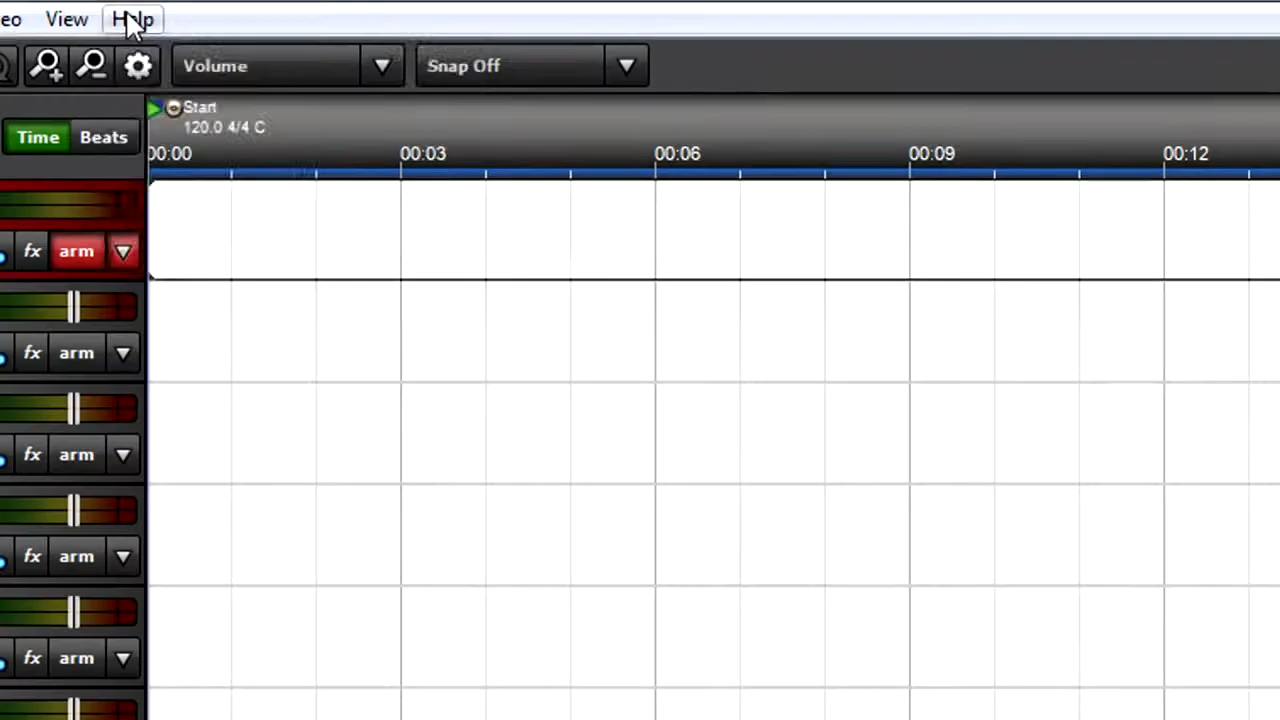 eo View Help
Volume Snap Off
Start
120.0 4/4 C
Time Beats
00:00 00:03 00:06 00:09 00:12
fx arm
fx arm
fx arm
fx arm
fx arm